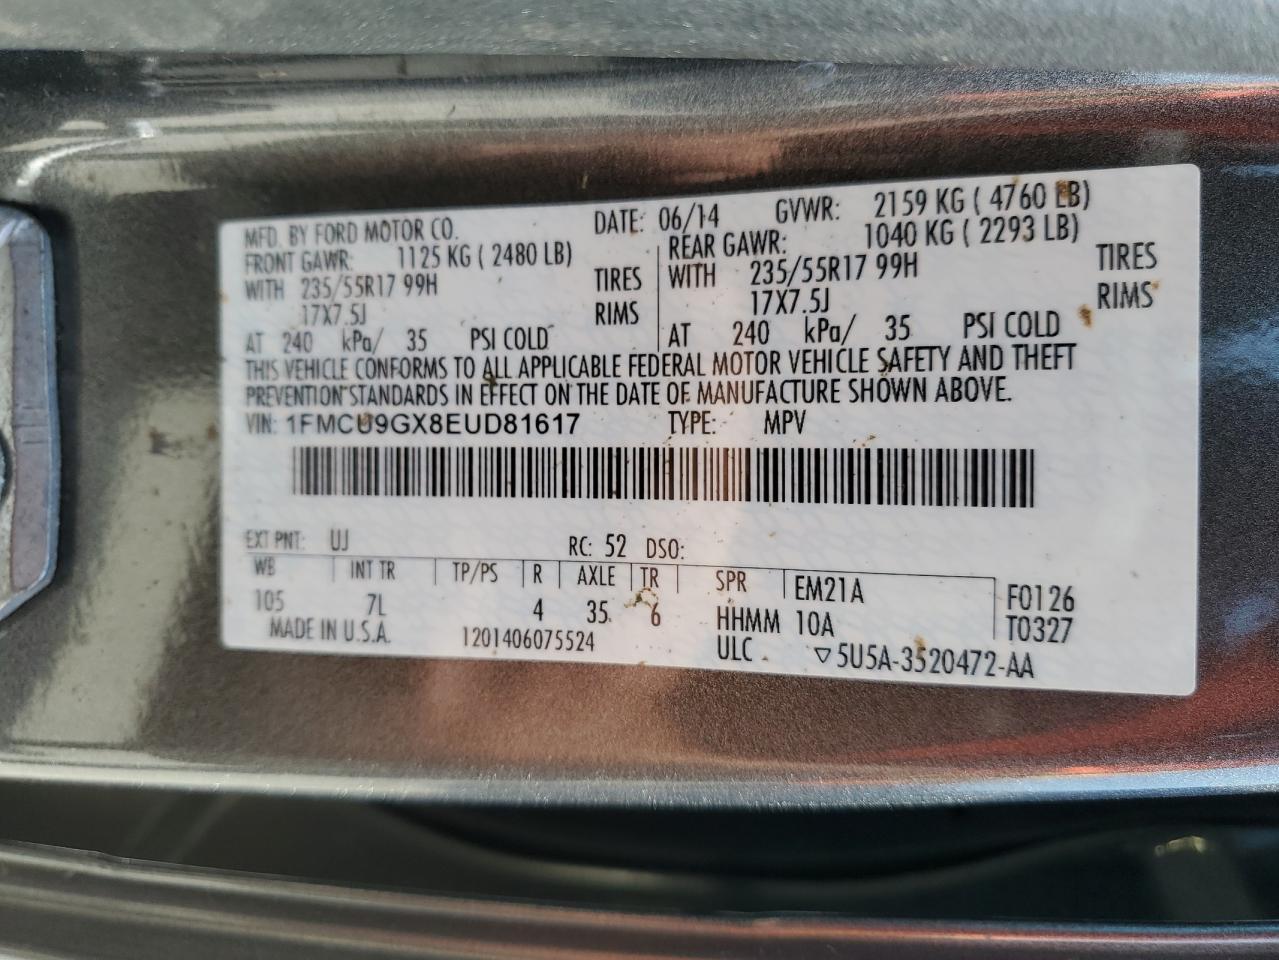 MFD. BY FORD MOTOR CO. DATE: 06/14 GVWR: 2159 KG ( 4760 LB)
FRONT GAWR: 1125 KG ( 2480 LB) REAR GAWR: 1040 KG ( 2293 LB)
WITH 235/55R17 99H TIRES WITH 235/55R17 99H TIRES
17X7.5J RIMS 17X7.5J RIMS
AT 240 kPa/ 35 PSI COLD AT 240 kPa/ 35 PSI COLD
THIS VEHICLE CONFORMS TO ALL APPLICABLE FEDERAL MOTOR VEHICLE SAFETY AND THEFT
PREVENTION STANDARDS IN EFFECT ON THE DATE OF MANUFACTURE SHOWN ABOVE.
VIN: 1FMCU9GX8EUD81617 TYPE: MPV
EXT PNT: UJ RC: 52 DSO:
WB INT TR TP/PS R AXLE TR SPR EM21A F0126
105 7L 4 35 6 HHMM 10A T0327
MADE IN U.S.A. 1201406075524 ULC ▽5U5A-3520472-AA